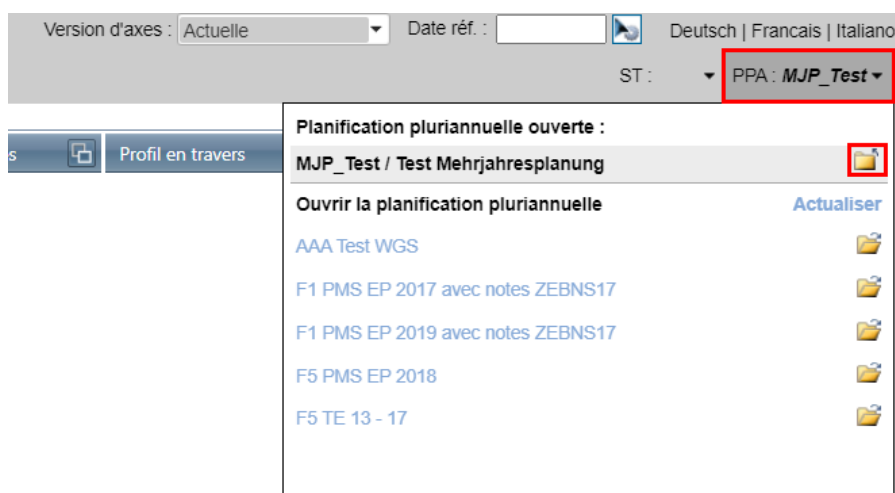 Version d'axes : Actuelle Date réf. : Deutsch | Francais | Italiano
ST : PPA : MJP_Test
s Profil en travers
Planification pluriannuelle ouverte :
MJP_Test / Test Mehrjahresplanung
Ouvrir la planification pluriannuelle Actualiser
AAA Test WGS
F1 PMS EP 2017 avec notes ZEBNS17
F1 PMS EP 2019 avec notes ZEBNS17
F5 PMS EP 2018
F5 TE 13 - 17